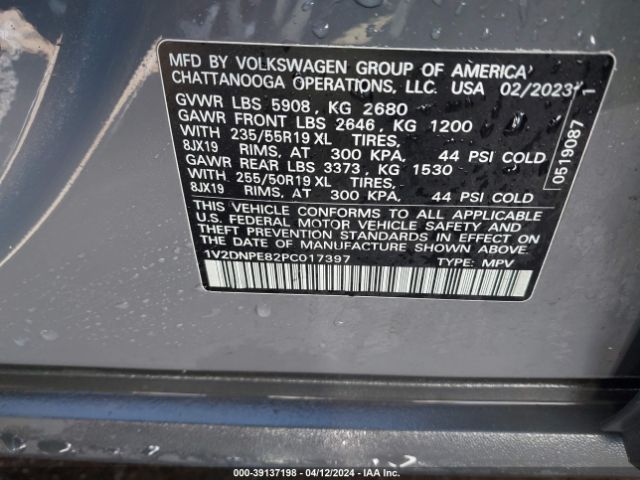 MFD BY VOLKSWAGEN GROUP OF AMERICA
CHATTANOOGA OPERATIONS, LLC. USA 02/2023
GVWR LBS 5908, KG 2680
GAWR FRONT LBS 2646, KG 1200
WITH 235/55R19 XL TIRES,
8JX19 RIMS, AT 300 KPA, 44 PSI COLD
GAWR REAR LBS 3373, KG 1530
WITH 255/50R19 XL TIRES,
8JX19 RIMS, AT 300 KPA, 44 PSI COLD
THIS VEHICLE CONFORMS TO ALL APPLICABLE
U.S. FEDERAL MOTOR VEHICLE SAFETY AND
THEFT PREVENTION STANDARDS IN EFFECT ON
THE DATE OF MANUFACTURE SHOWN ABOVE.
1V2DNPE82PC017397 TYPE: MPV
0519087
000-39137198 - 04/12/2024 - IAA Inc.